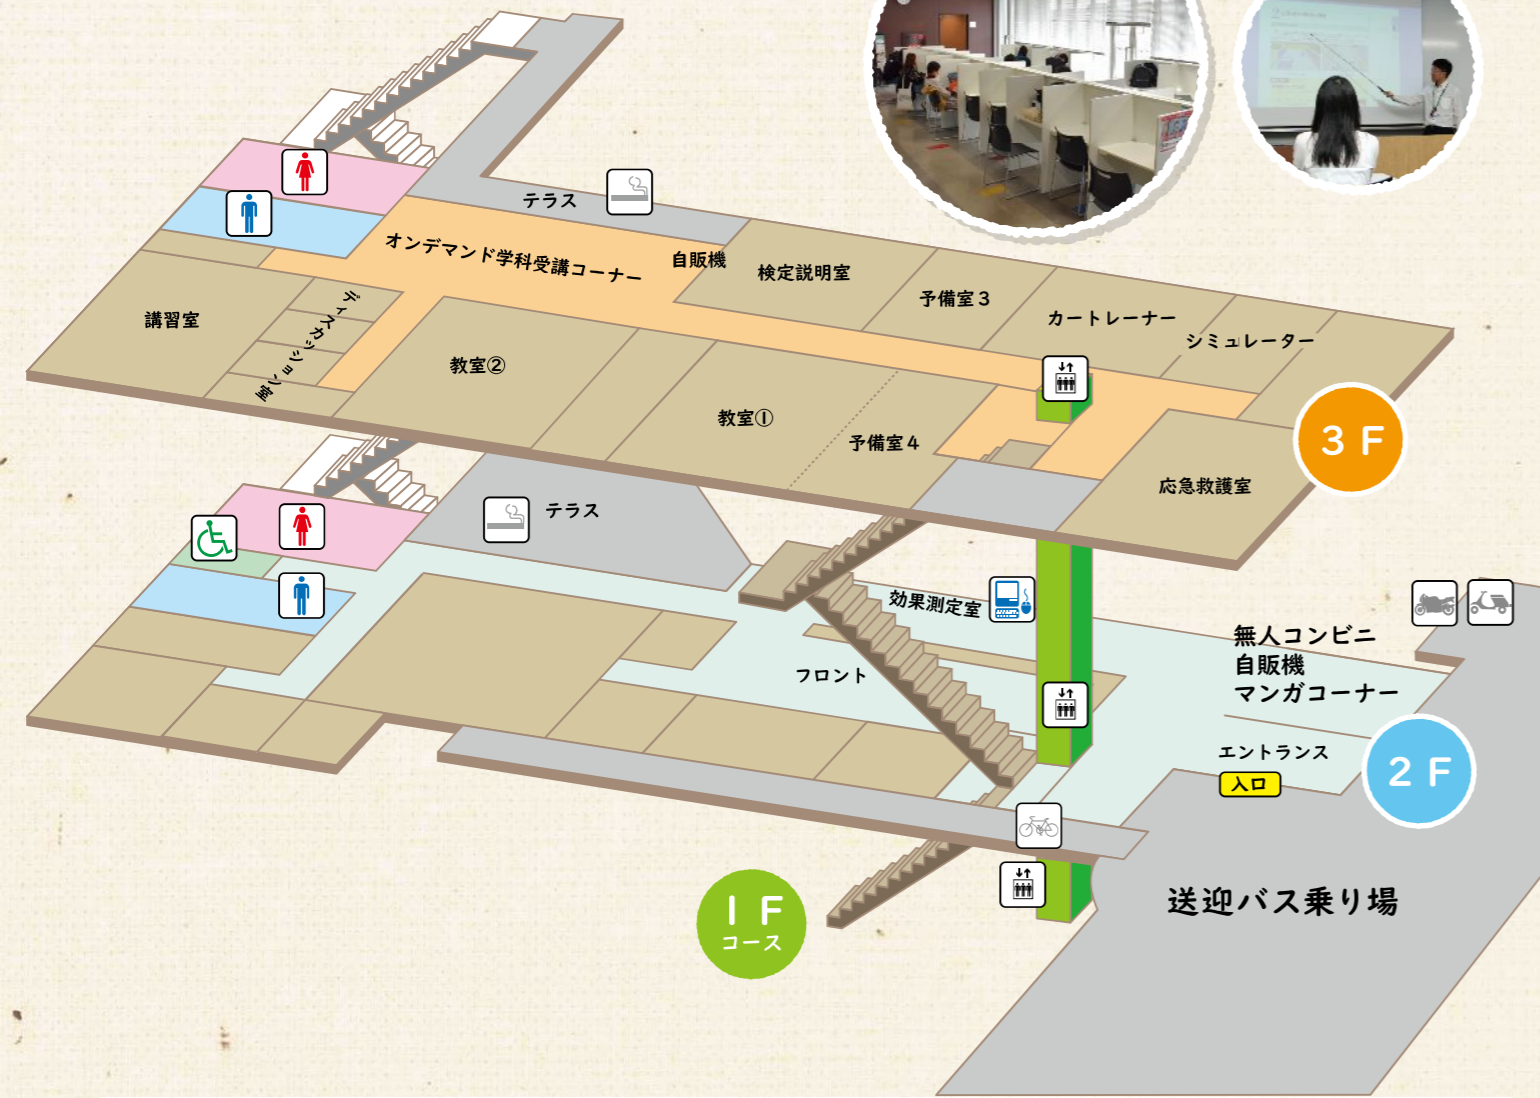 テラス
オンデマンド学科受講コーナー
自販機
検定説明室
予備室3
カートレーナー
シミュレーター
講習室
ディスカッション室
教室②
教室①
予備室4
応急救護室
3F
テラス
効果測定室
フロント
無人コンビニ
自販機
マンガコーナー
エントランス
入口
2F
送迎バス乗り場
1F
コース